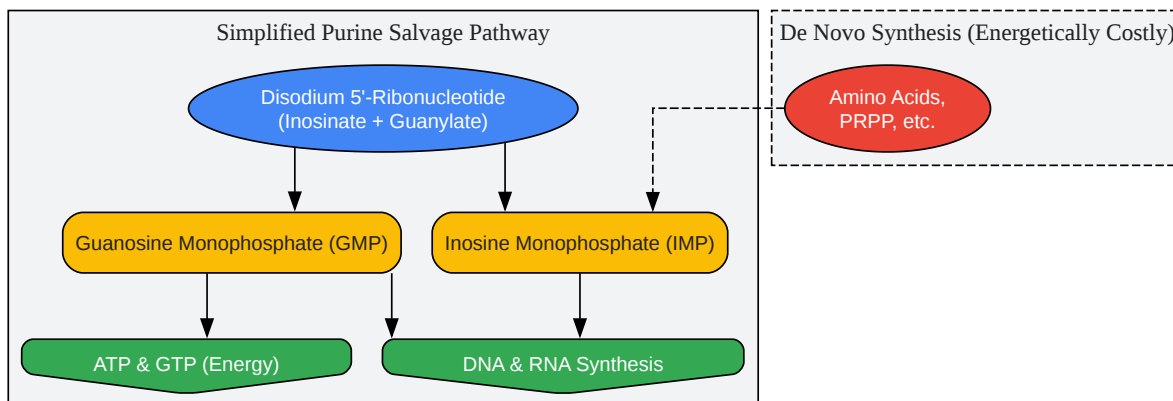 Simplified Purine Salvage Pathway
De Novo Synthesis (Energetically Costly)
Disodium 5'-Ribonucleotide
(Inosinate + Guanylate)
Amino Acids,
PRPP, etc.
Guanosine Monophosphate (GMP)
Inosine Monophosphate (IMP)
ATP & GTP (Energy)
DNA & RNA Synthesis